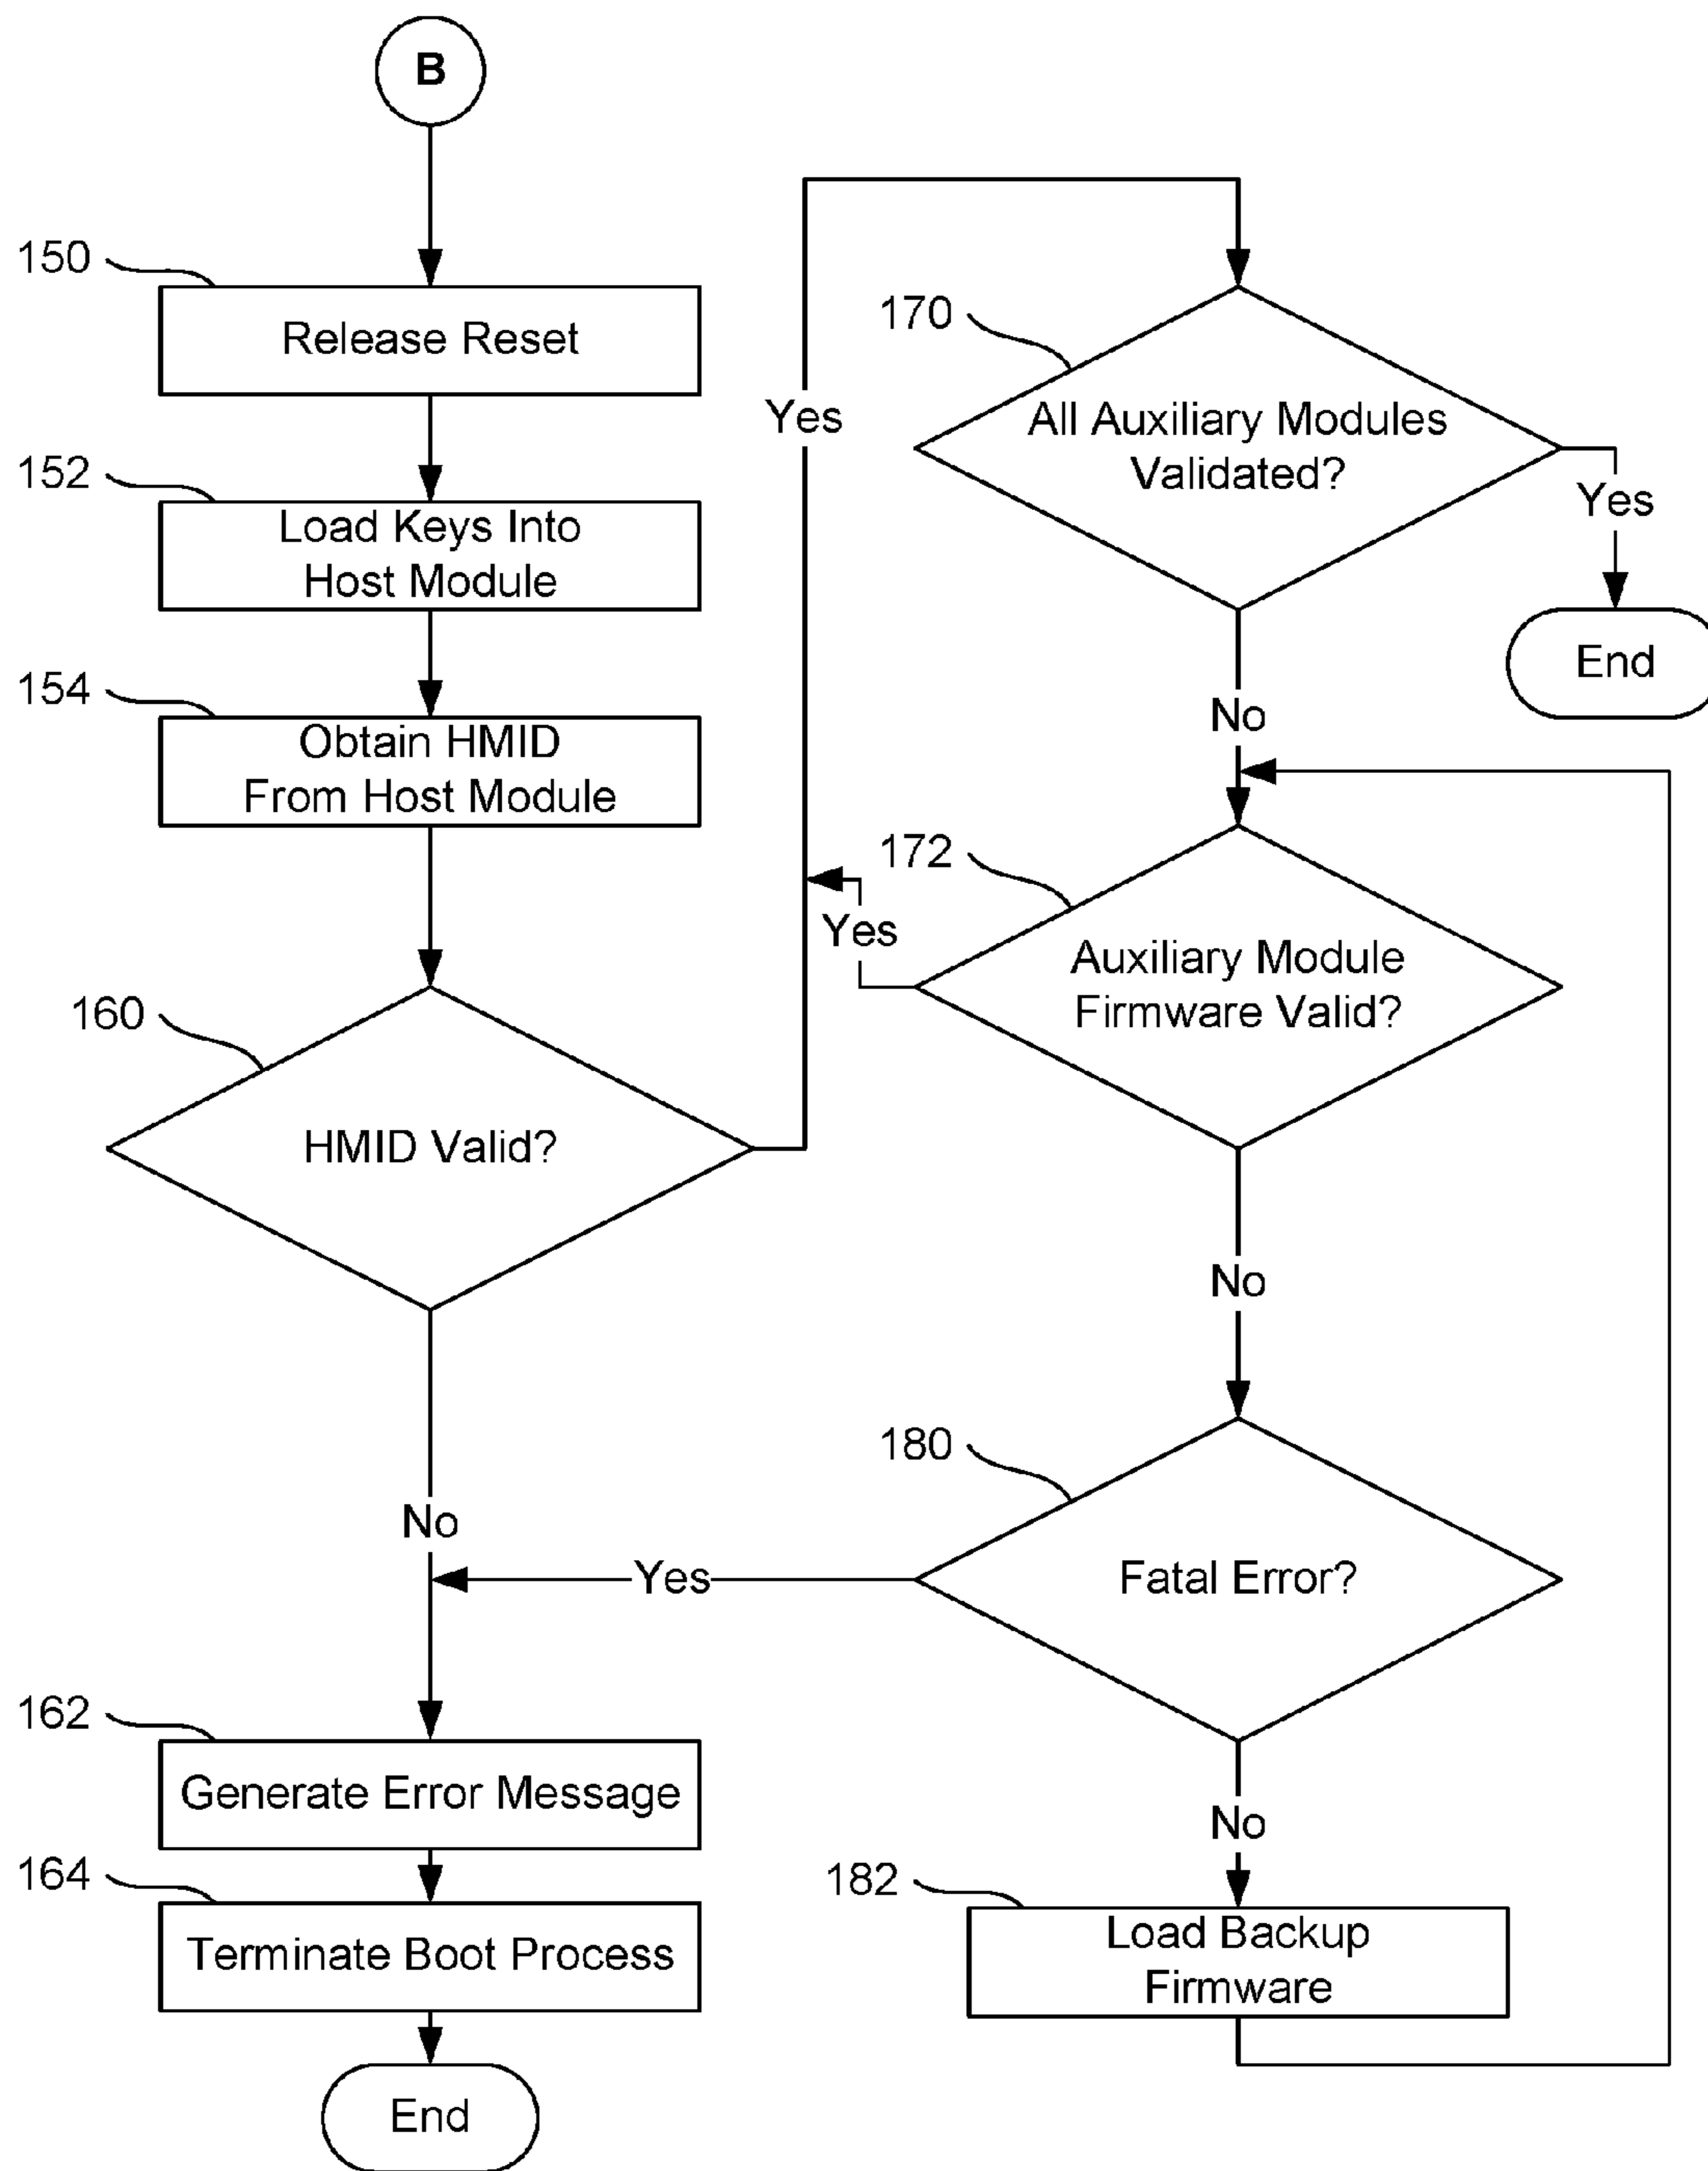 B
150
Release Reset
152
Load Keys Into
Host Module
154
Obtain HMID
From Host Module
160
HMID Valid?
Yes
No
162
Generate Error Message
164
Terminate Boot Process
End
170
All Auxiliary Modules
Validated?
Yes
End
No
172
Auxiliary Module
Firmware Valid?
Yes
No
180
Fatal Error?
Yes
No
182
Load Backup
Firmware